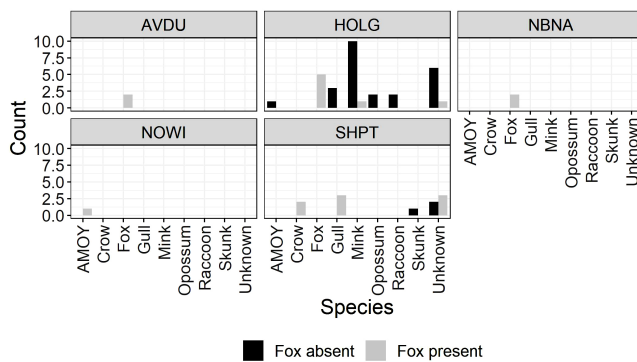 AVDU
HOLG
NBNA
10.0
7.5
5.0
2.5
0.0
NOWI
SHPT
10.0
7.5
5.0
2.5
0.0
Count
AMOY
Crow
Fox
Gull
Mink
Opossum
Raccoon
Skunk
Unknown
AMOY
Crow
Fox
Gull
Mink
Opossum
Raccoon
Skunk
Unknown
AMOY
Crow
Fox
Gull
Mink
Opossum
Raccoon
Skunk
Unknown
Species
Fox absent Fox present